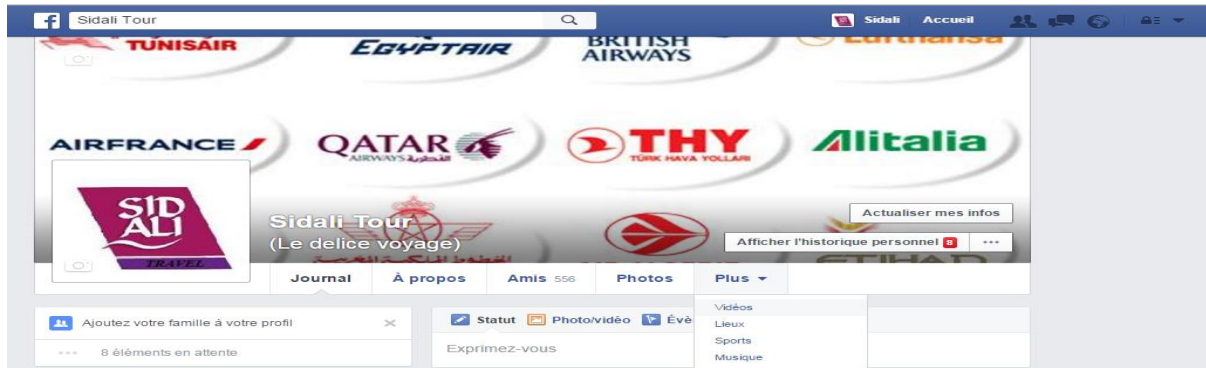 Sidali Tour
Sidali Accueil
TUNISAIR EGYPTAIR BRITISH AIRWAYS Lufthansa
AIRFRANCE QATAR AIRWAYS القطرية THY TÜRK HAVA YOLLARI Alitalia
SID ALI TRAVEL
Sidali Tour
(Le delice voyage)
Actualiser mes infos
Afficher l'historique personnel 8 ...
ETIHAD
Journal À propos Amis 556 Photos Plus
Vidéos
Lieux
Sports
Musique
Ajoutez votre famille à votre profil
8 éléments en attente
Statut Photo/vidéo Évè
Exprimez-vous